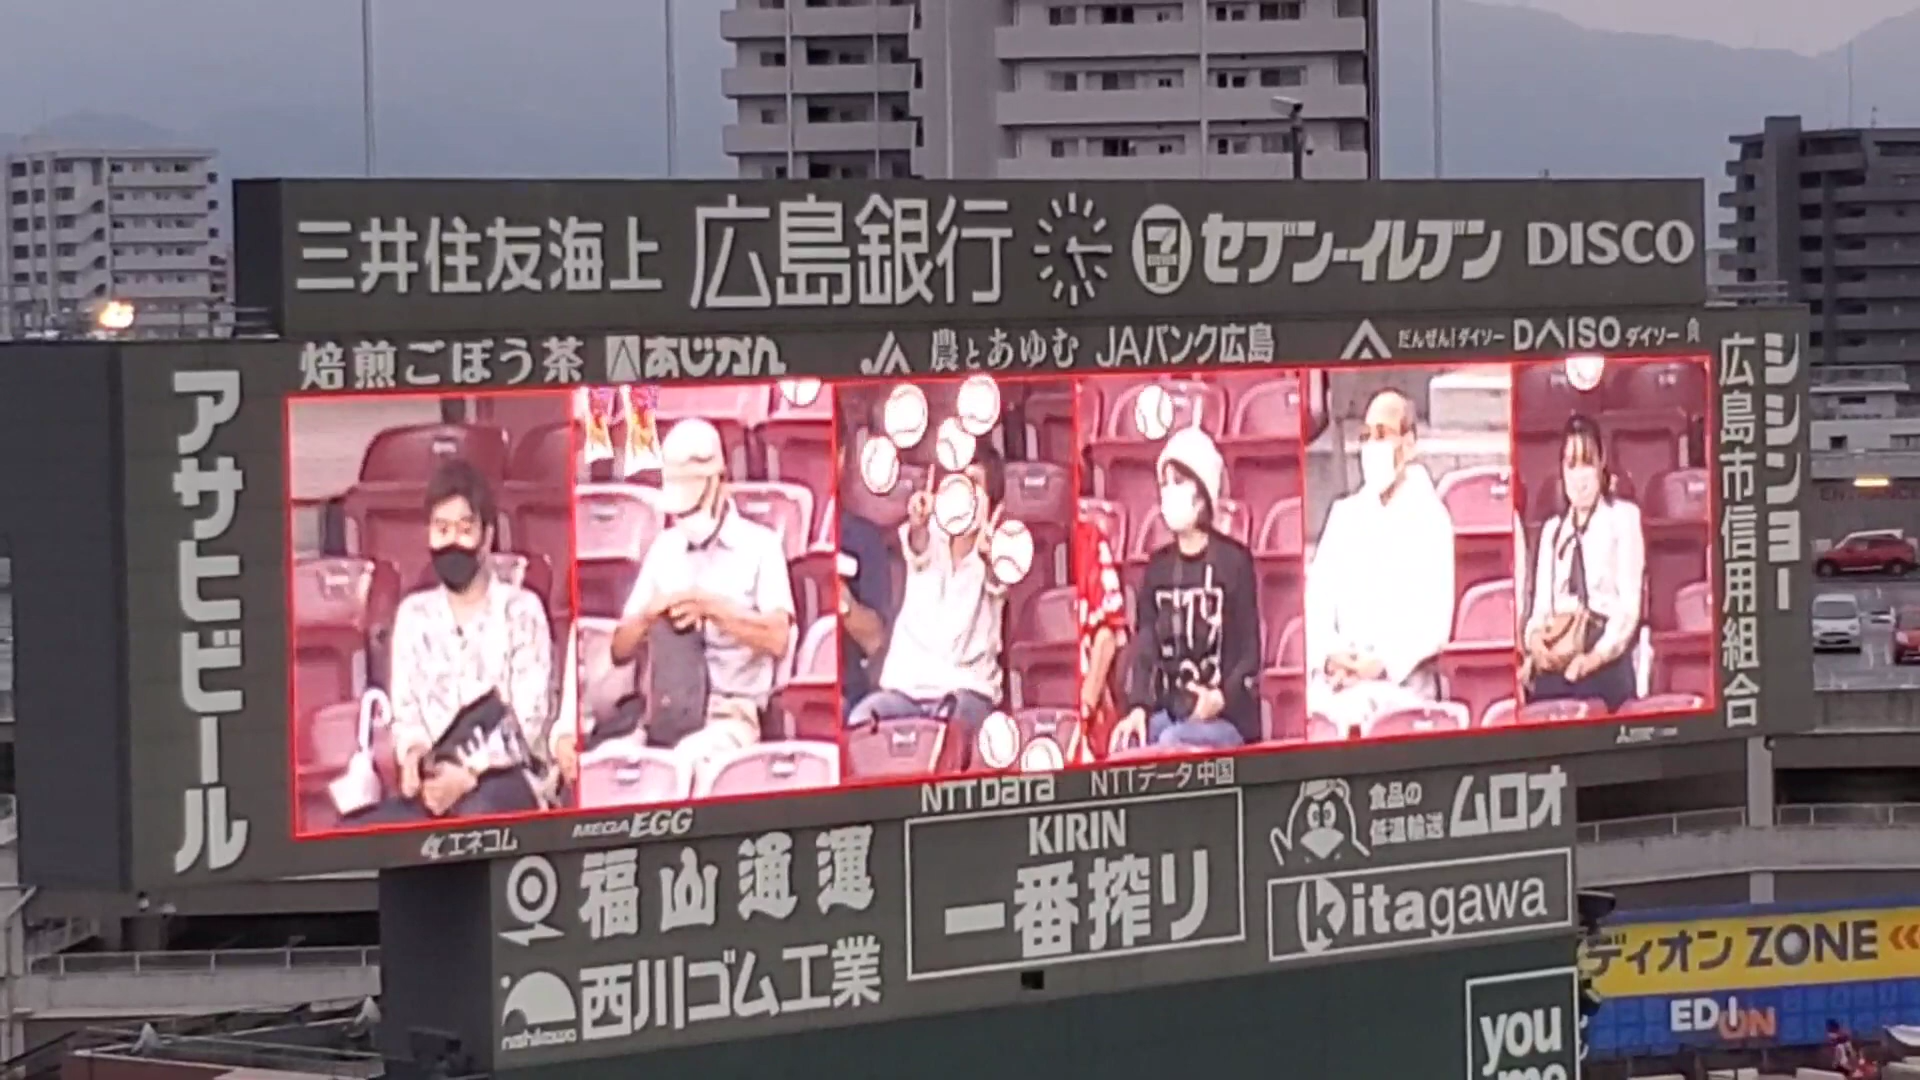 三井住友海上 広島銀行 セブン-イレブン DISCO
焙煎ごぼう茶 あじかん JA 農とあゆむ JAバンク広島 だんぜん!ダイソー DAISO ダイソー
アサヒビール
シシンヨー
広島市信用組合
エネコム MEGA EGG NTT DATA NTTデータ中国
福山通運
KIRIN
一番搾り
食品の
低温輸送
ムロオ
nishikawa 西川ゴム工業
kitagawa
ディオン ZONE
EDION
you
me
ENTRANCE